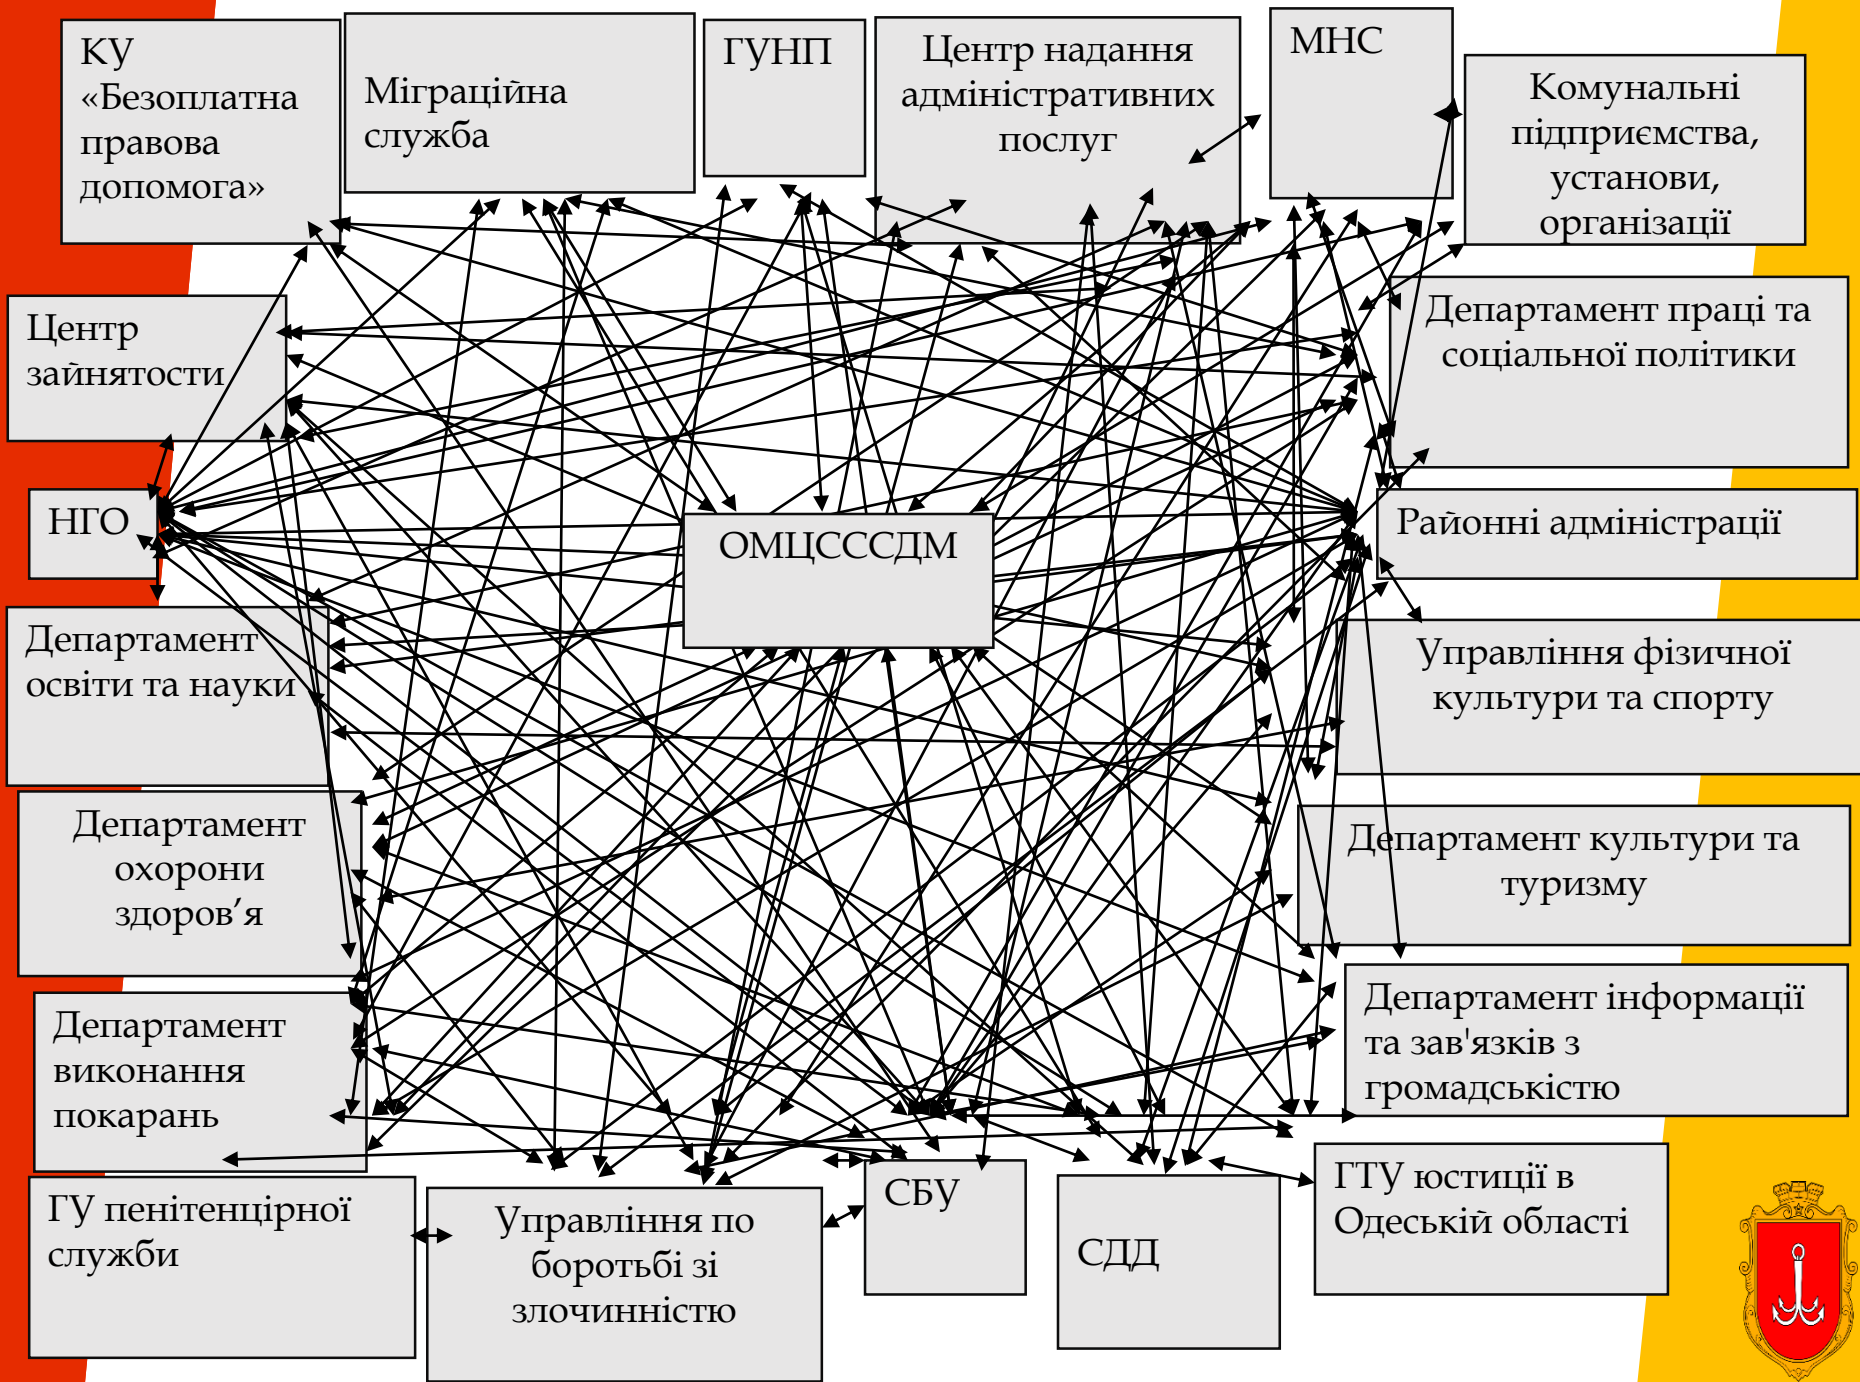 КУ
«Безоплатна
правова
допомога»
Міграційна
служба
ГУНП
Центр надання
адміністративних
послуг
МНС
Комунальні
підприємства,
установи,
організації
Центр
зайнятости
Департамент праці та
соціальної політики
НГО
ОМЦСССДМ
Районні адміністрації
Департамент
освіти та науки
Управління фізичної
культури та спорту
Департамент
охорони
здоров’я
Департамент культури та
туризму
Департамент
виконання
покарань
Департамент інформації
та зав'язків з
громадськістю
ГУ пенітенцірної
служби
Управління по
боротьбі зі
злочинністю
СБУ
СДД
ГТУ юстиції в
Одеській області